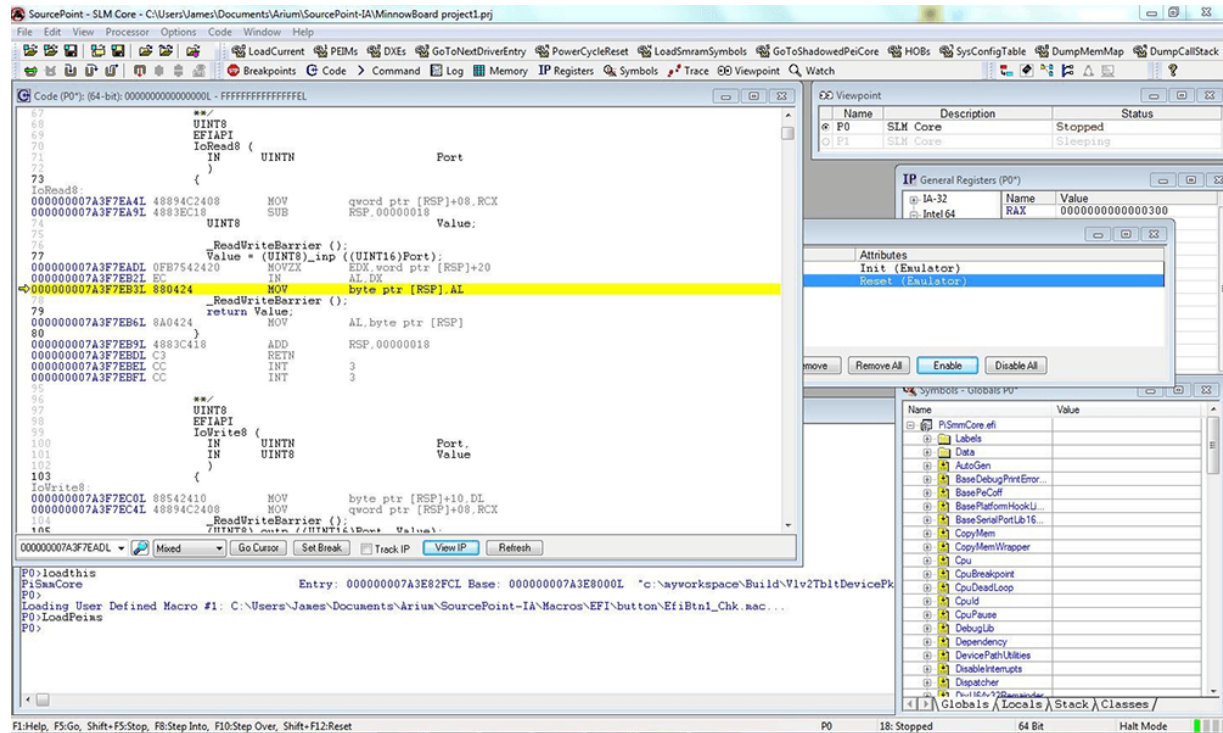 SourcePoint - SLM Core - C:\Users\James\Documents\Arium\SourcePoint-IA\MinnowBoard project1.prj
File Edit View Processor Options Code Window Help
LoadCurrent PEIMs DXEs GoToNextDriverEntry PowerCycleReset LoadSmramSymbols GoToShadowedPeiCore HOBs SysConfigTable DumpMemMap DumpCallStack
Breakpoints Code Command Log Memory IP Registers Symbols Trace Viewpoint Watch
Code (P0*): (64-bit): 0000000000000000L - FFFFFFFFFFFFFFFFL
67 **/
68 UINT8
69 EFIAPI
70 IoRead8 (
71 IN UINTN Port
72 )
73 {
IoRead8:
000000007A3F7EA4L 48894C2408 MOV qword ptr [RSP]+08,RCX
000000007A3F7EA9L 4883EC18 SUB RSP,00000018
74 UINT8 Value;
75
76 _ReadWriteBarrier ();
77 Value = (UINT8)_inp ((UINT16)Port);
000000007A3F7EADL 0FB7542420 MOVZX EDX,word ptr [RSP]+20
000000007A3F7EB2L EC IN AL,DX
000000007A3F7EB3L 880424 MOV byte ptr [RSP],AL
78 _ReadWriteBarrier ();
79 return Value;
000000007A3F7EB6L 8A0424 MOV AL,byte ptr [RSP]
80 }
000000007A3F7EB9L 4883C418 ADD RSP,00000018
000000007A3F7EBDL C3 RETN
000000007A3F7EBEL CC INT 3
000000007A3F7EBFL CC INT 3
95
96 **/
97 UINT8
98 EFIAPI
99 IoWrite8 (
100 IN UINTN Port,
101 IN UINT8 Value
102 )
103 {
IoWrite8:
000000007A3F7EC0L 88542410 MOV byte ptr [RSP]+10,DL
000000007A3F7EC4L 48894C2408 MOV qword ptr [RSP]+08,RCX
104 _ReadWriteBarrier ();
105 (UINT8)_outp ((UINT16)Port, Value);
000000007A3F7EADL Mixed Go Cursor Set Break Track IP View IP Refresh
P0>loadthis
PiSmmCore Entry: 000000007A3E82FCL Base: 000000007A3E8000L "c:\myworkspace\Build\Vlv2TbltDevicePk
P0>
Loading User Defined Macro #1: C:\Users\James\Documents\Arium\SourcePoint-IA\Macros\EFI\button\EfiBtn1_Chk.mac...
P0>LoadPeims
P0>
Viewpoint
Name Description Status
P0 SLM Core Stopped
P1 SLM Core Sleeping
IP General Registers (P0*)
IA-32
Intel 64
Name Value
RAX 0000000000000300
Attributes
Init (Emulator)
Reset (Emulator)
move Remove All Enable Disable All
Symbols - Globals P0*
Name Value
PiSmmCore.efi
Labels
Data
AutoGen
BaseDebugPrintError...
BasePeCoff
BasePlatformHookLi...
BaseSerialPortLib16...
CopyMem
CopyMemWrapper
Cpu
CpuBreakpoint
CpuDeadLoop
CpuId
CpuPause
DebugLib
Dependency
DevicePathUtilities
DisableInterrupts
Dispatcher
DivU64x32Remainder
Globals Locals Stack Classes
F1:Help, F5:Go, Shift+F5:Stop, F8:Step Into, F10:Step Over, Shift+F12:Reset P0 18: Stopped 64 Bit Halt Mode